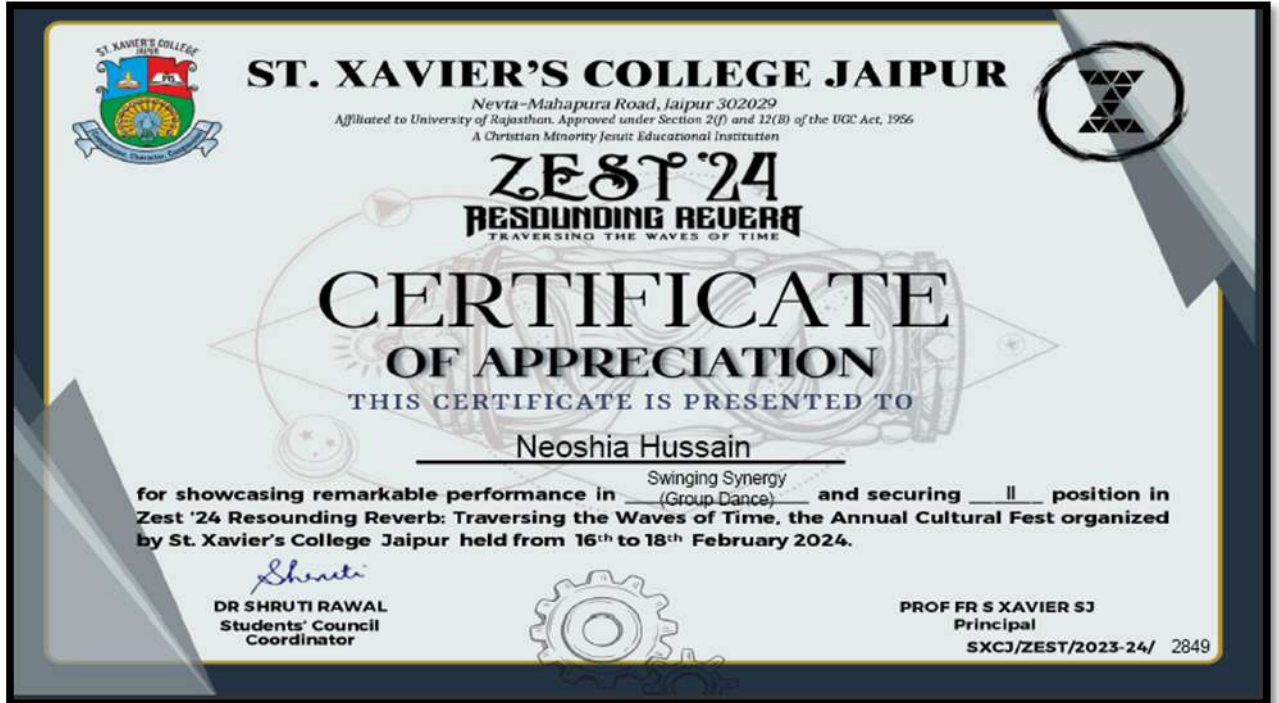 ST. XAVIER'S COLLEGE
JAIPUR
ST. XAVIER'S COLLEGE JAIPUR
Nevta-Mahapura Road, Jaipur 302029
Affiliated to University of Rajasthan. Approved under Section 2(f) and 12(B) of the UGC Act, 1956
A Christian Minority Jesuit Educational Institution
ZEST '24
RESOUNDING REVERB
TRAVERSING THE WAVES OF TIME
CERTIFICATE
OF APPRECIATION
THIS CERTIFICATE IS PRESENTED TO
Neoshia Hussain
Swinging Synergy
for showcasing remarkable performance in (Group Dance) and securing II position in
Zest '24 Resounding Reverb: Traversing the Waves of Time, the Annual Cultural Fest organized
by St. Xavier's College Jaipur held from 16th to 18th February 2024.
Shruti
DR SHRUTI RAWAL
Students' Council
Coordinator
PROF FR S XAVIER SJ
Principal
SXCJ/ZEST/2023-24/ 2849